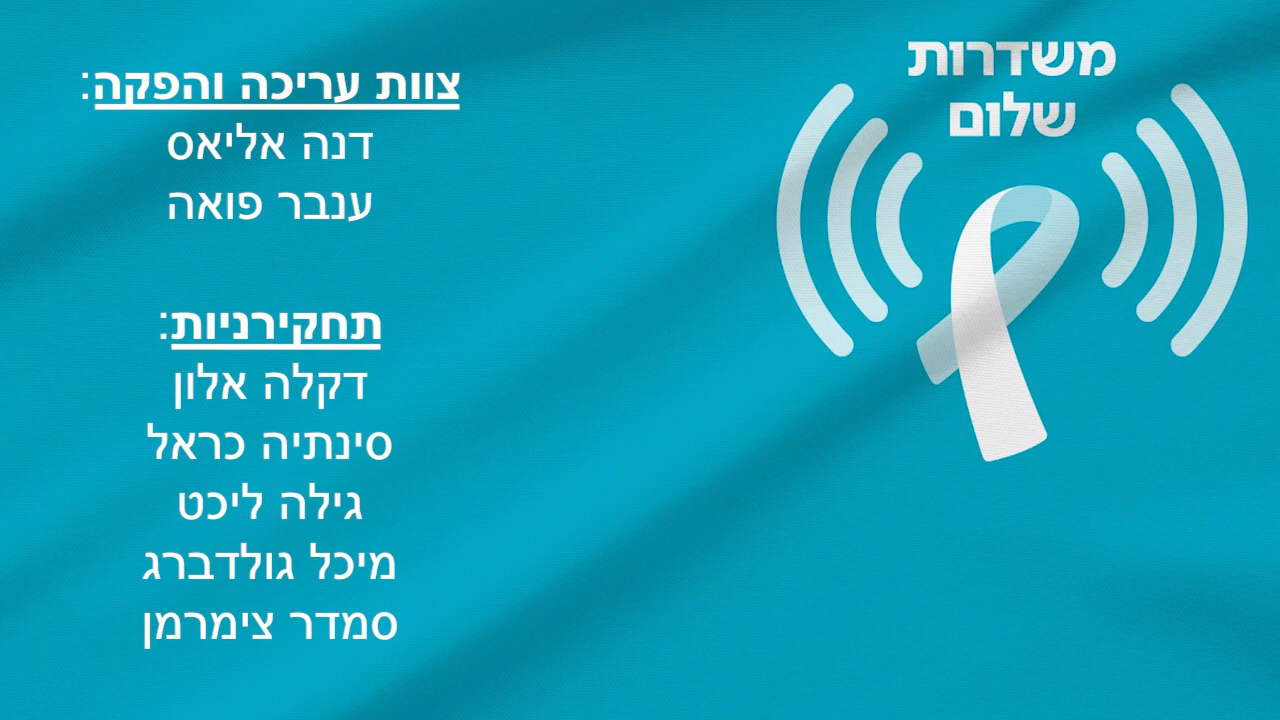 משדרות
שלום
צוות עריכה והפקה:
דנה אליאס
ענבר פואה
תחקירניות:
דקלה אלון
סינתיה כראל
גילה ליכט
מיכל גולדברג
סמדר צימרמן